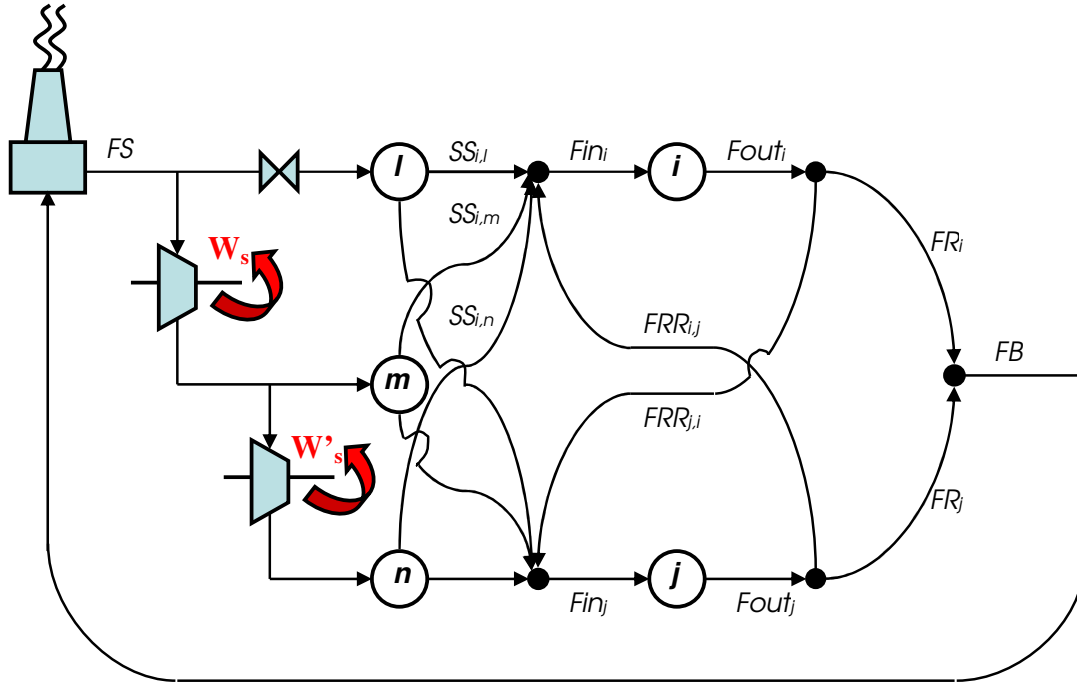 FS
l
SSi,l
Fini
i
Fouti
SSi,m
Ws
FRi
SSi,n
FRRi,j
FB
m
FRRj,i
W’s
FRj
n
Finj
j
Foutj